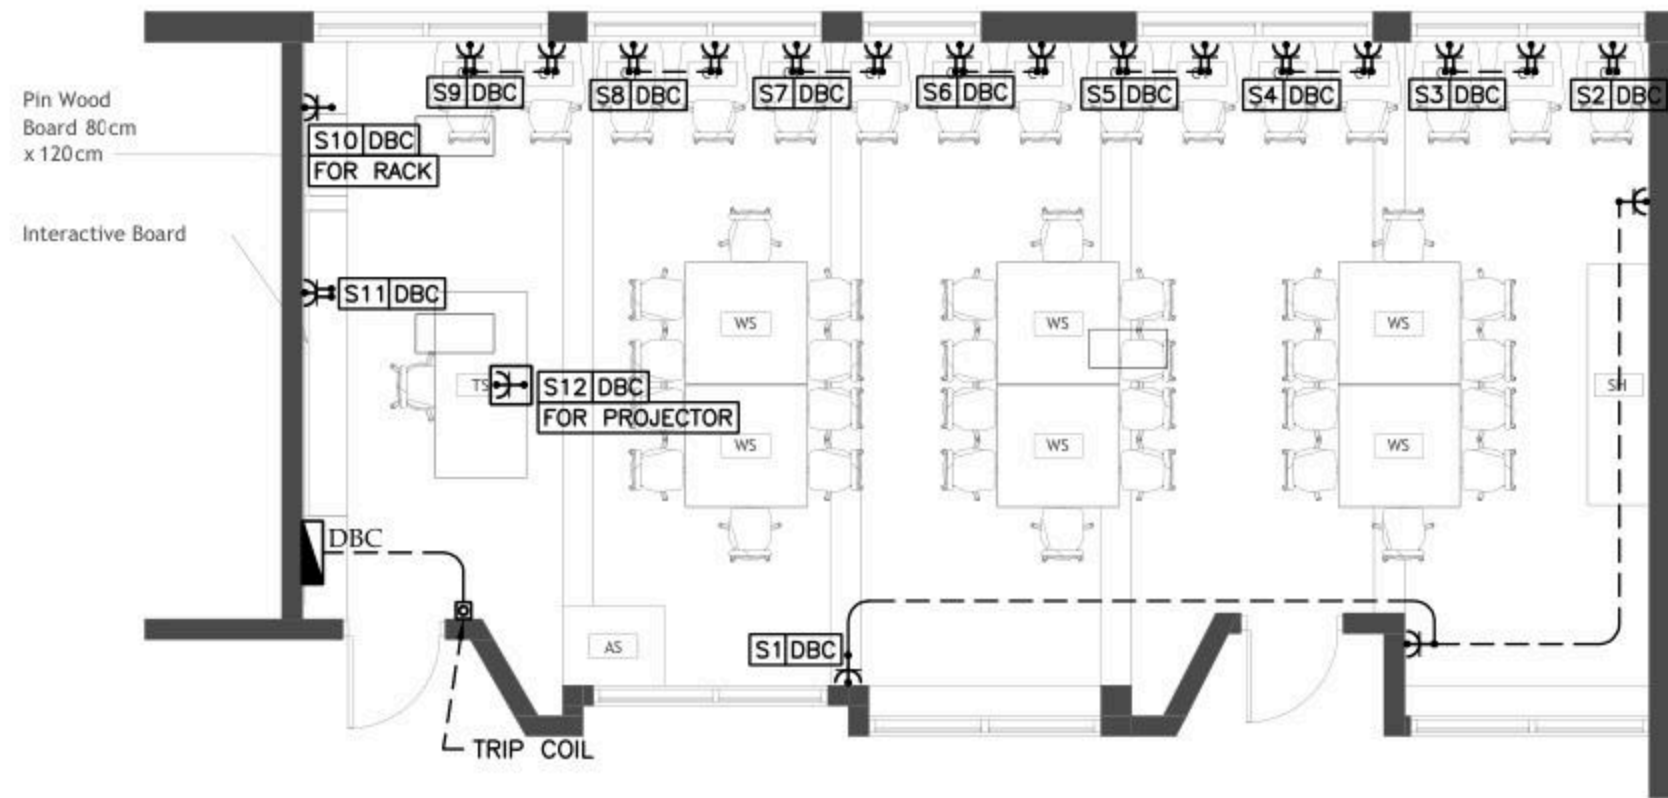 S9 DBC
S8 DBC
S7 DBC
S6 DBC
S5 DBC
S4 DBC
S3 DBC
S2 DBC
Pin Wood
Board 80cm
x 120cm
S10 DBC
FOR RACK
Interactive Board
S11 DBC
WS
WS
WS
TS
S12 DBC
FOR PROJECTOR
SH
WS
WS
WS
DBC
AS
S1 DBC
TRIP COIL